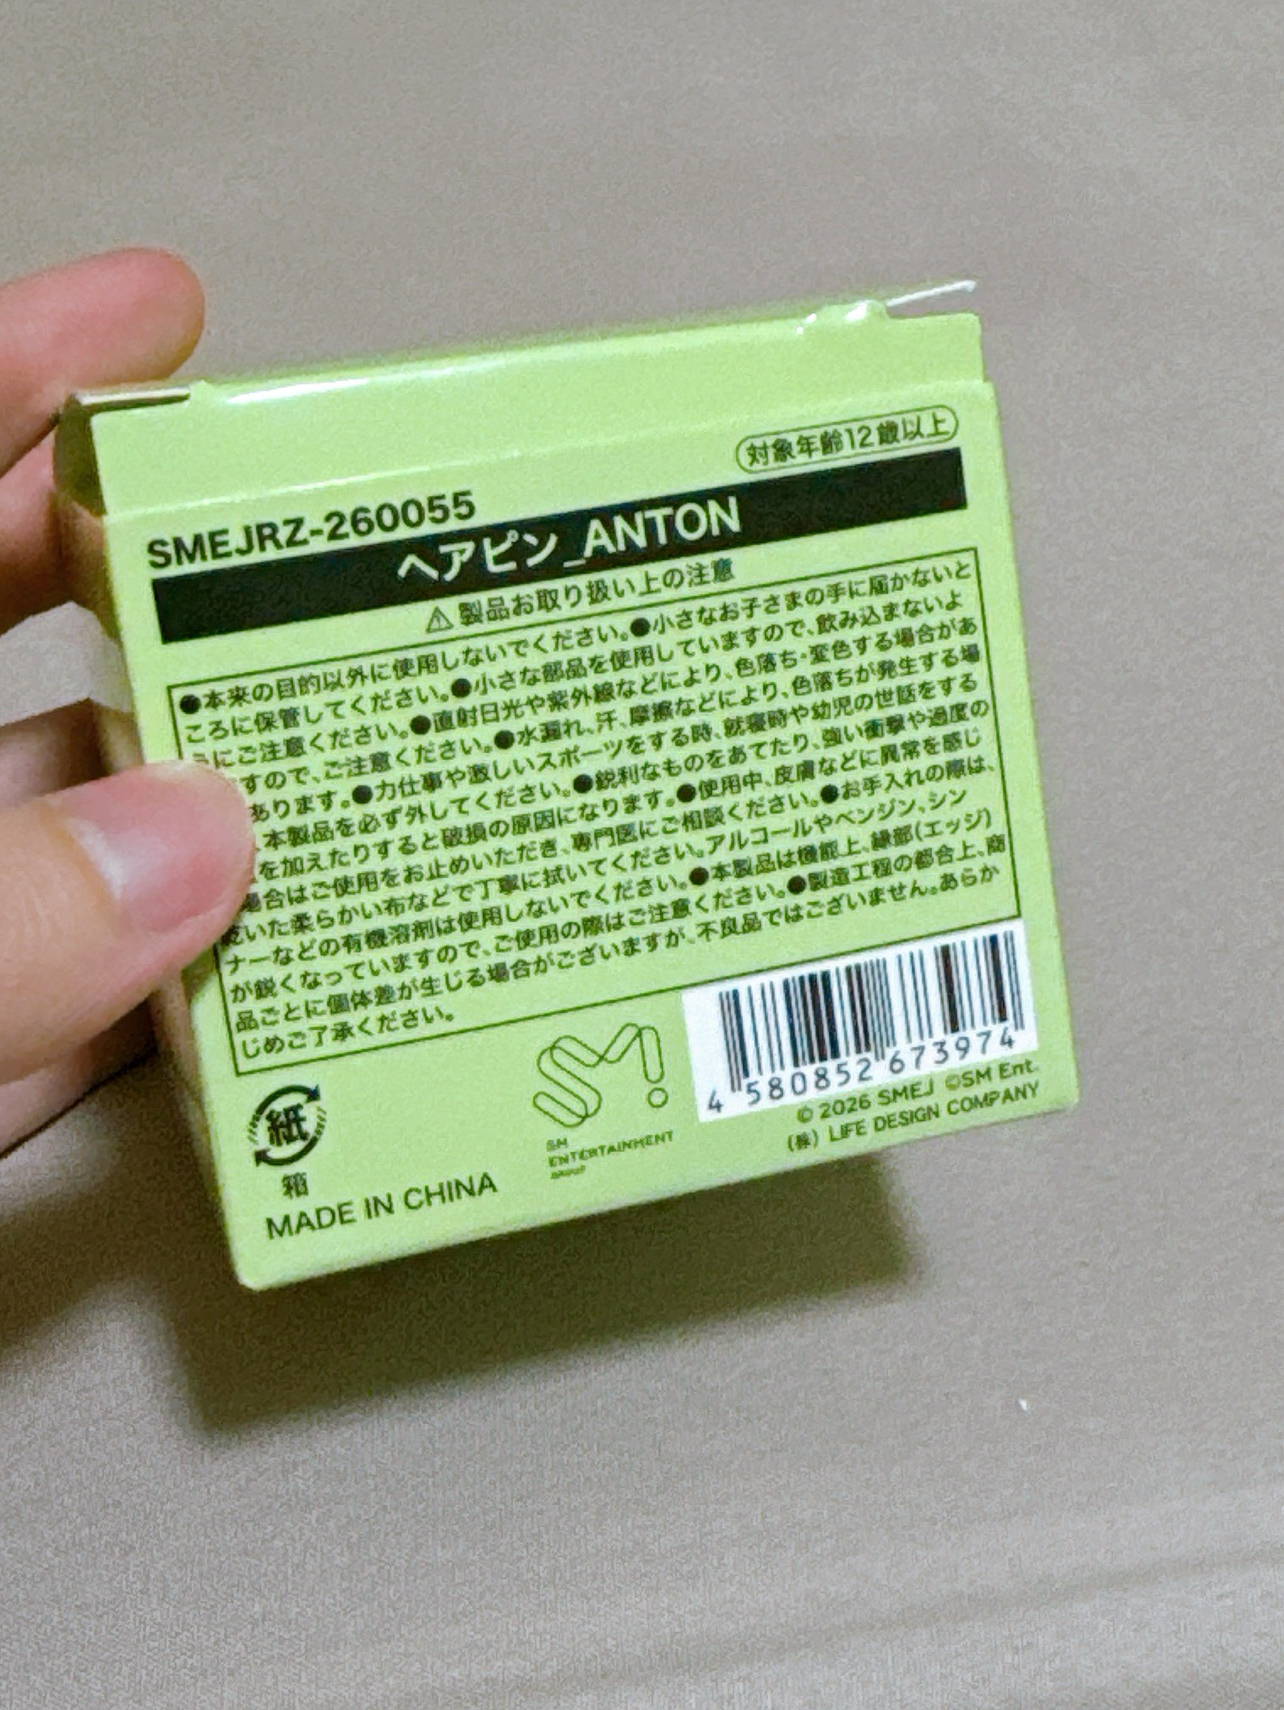 対象年齢12歳以上
SMEJRZ-260055
ヘアピン_ANTON
⚠製品お取り扱い上の注意
●本来の目的以外に使用しないでください。●小さなお子さまの手に届かないと
ころに保管してください。●小さな部品を使用していますので、飲み込まないよ
うにご注意ください。●直射日光や紫外線などにより、色落ち・変色する場合があ
すので、ご注意ください。●水漏れ、汗、摩擦などにより、色落ちが発生する場
あります。●力仕事や激しいスポーツをする時、就寝時や幼児の世話をする
本製品を必ず外してください。●鋭利なものをあてたり、強い衝撃や過度の
を加えたりすると破損の原因になります。●使用中、皮膚などに異常を感じ
場合はご使用をお止めいただき、専門医にご相談ください。●お手入れの際は、
乾いた柔らかい布などで丁寧に拭いてください。アルコールやベンジン、シン
ナーなどの有機溶剤は使用しないでください。●本製品は機能上、縁部(エッジ)
が鋭くなっていますので、ご使用の際はご注意ください。●製造工程の都合上、商
品ごとに個体差が生じる場合がございますが、不良品ではございません。あらか
じめご了承ください。
紙
箱
MADE IN CHINA
SM
SM
ENTERTAINMENT
GROUP
4 580852 673974
© 2026 SMEJ ©SM Ent.
(株) LIFE DESIGN COMPANY